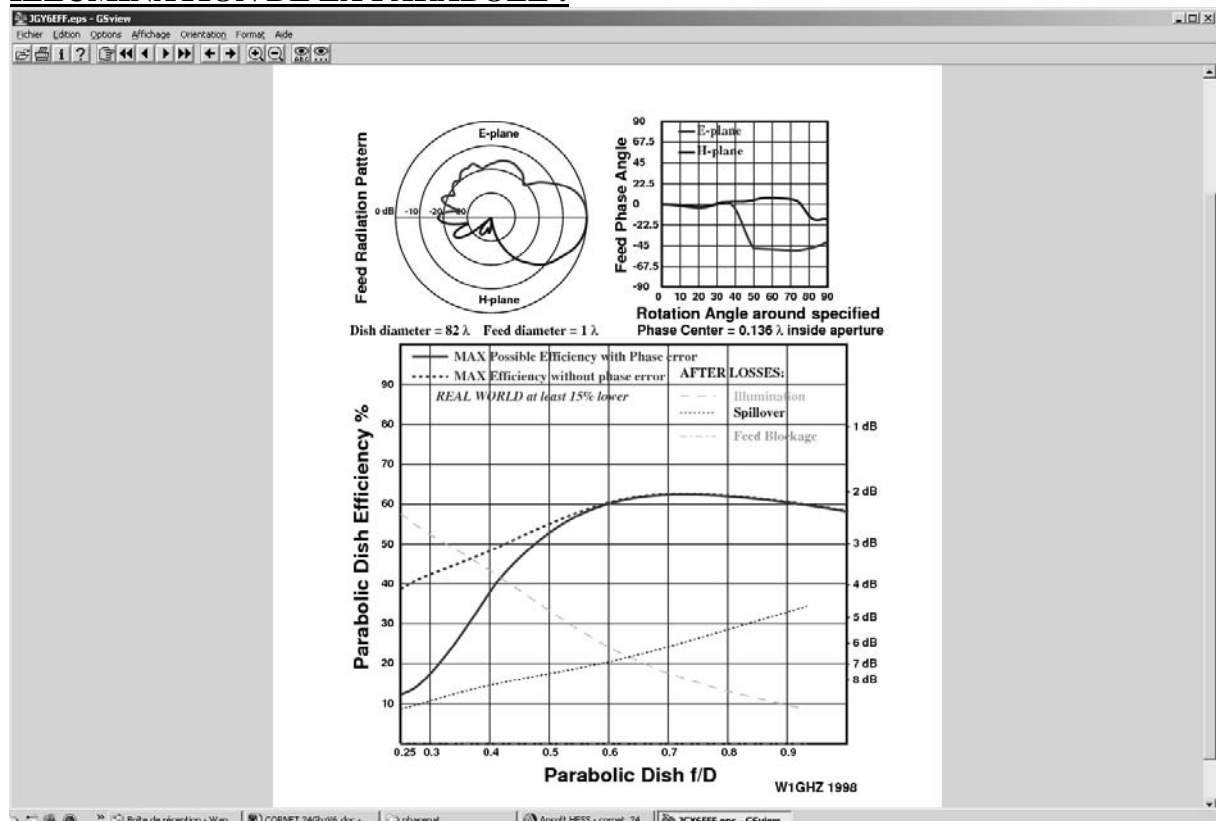 ILLUMINATION DE LA PARABOLE :
JGY6EFF.eps - GSview
Fichier Edition Options Affichage Orientation Format Aide
E-plane
H-plane
Feed Radiation Pattern
0 dB -10 -20 -30
90
67.5
45
22.5
0
-22.5
-45
-67.5
-90
E-plane
H-plane
Feed Phase Angle
0 10 20 30 40 50 60 70 80 90
Rotation Angle around specified
Phase Center = 0.136 λ inside aperture
Dish diameter = 82 λ Feed diameter = 1 λ
MAX Possible Efficiency with Phase error
MAX Efficiency without phase error
REAL WORLD at least 15% lower
AFTER LOSSES:
Illumination
Spillover
Feed Blockage
Parabolic Dish Efficiency %
90
80
70
60
50
40
30
20
10
1 dB
2 dB
3 dB
4 dB
5 dB
6 dB
7 dB
8 dB
0.25 0.3 0.4 0.5 0.6 0.7 0.8 0.9
Parabolic Dish f/D
W1GHZ 1998